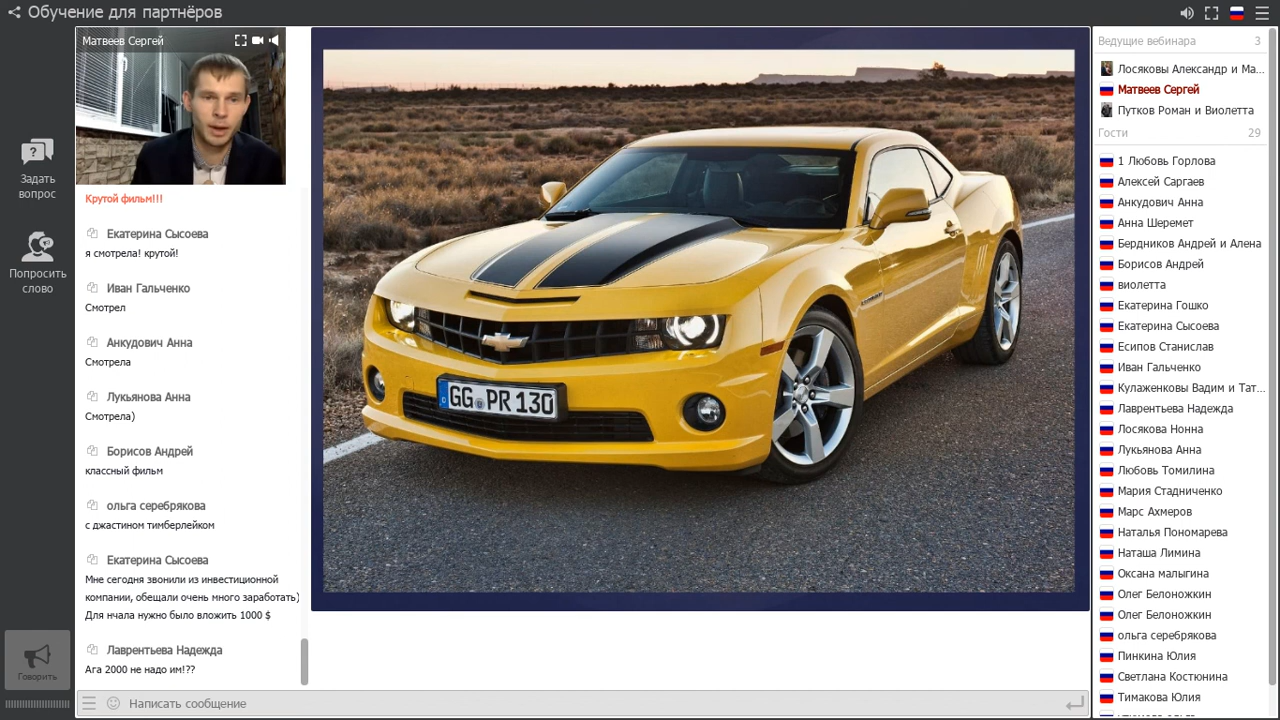 Обучение для партнёров
Матвеев Сергей
Задать
вопрос
Попросить
слово
Говорить
Крутой фильм!!!
Екатерина Сысоева
я смотрела! крутой!
Иван Гальченко
Смотрел
Анкудович Анна
Смотрела
Лукьянова Анна
Смотрела)
Борисов Андрей
классный фильм
ольга серебрякова
с джастином тимберлейком
Екатерина Сысоева
Мне сегодня звонили из инвестиционной
компании, обещали очень много заработать)
Для нчала нужно было вложить 1000 $
Лаврентьева Надежда
Ага 2000 не надо им!??
Написать сообщение
GG PR 130
Ведущие вебинара 3
Лосяковы Александр и Ма...
Матвеев Сергей
Путков Роман и Виолетта
Гости 29
1 Любовь Горлова
Алексей Саргаев
Анкудович Анна
Анна Шеремет
Бердников Андрей и Алена
Борисов Андрей
виолетта
Екатерина Гошко
Екатерина Сысоева
Есипов Станислав
Иван Гальченко
Кулаженковы Вадим и Тат...
Лаврентьева Надежда
Лосякова Нонна
Лукьянова Анна
Любовь Томилина
Мария Стадниченко
Марс Ахмеров
Наталья Пономарева
Наташа Лимина
Оксана малыгина
Олег Белоножкин
Олег Белоножкин
ольга серебрякова
Пинкина Юлия
Светлана Костюнина
Тимакова Юлия